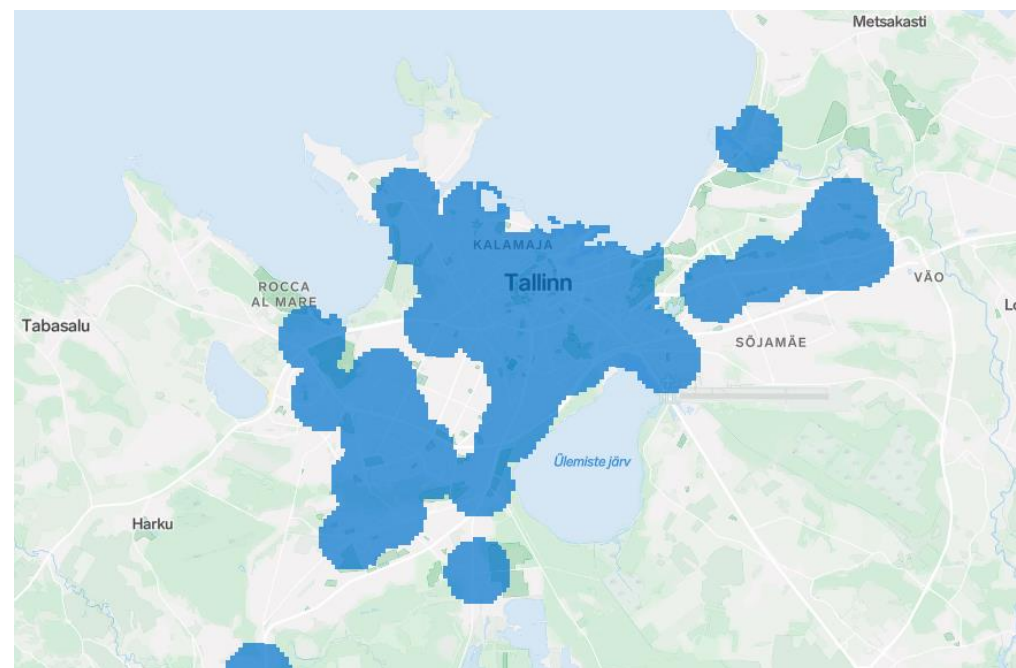 Metsakasti
KALAMAJA
Tallinn
ROCCA
AL MARE
VÄO
Tabasalu
SÕJAMÄE
Ülemiste järv
Harku